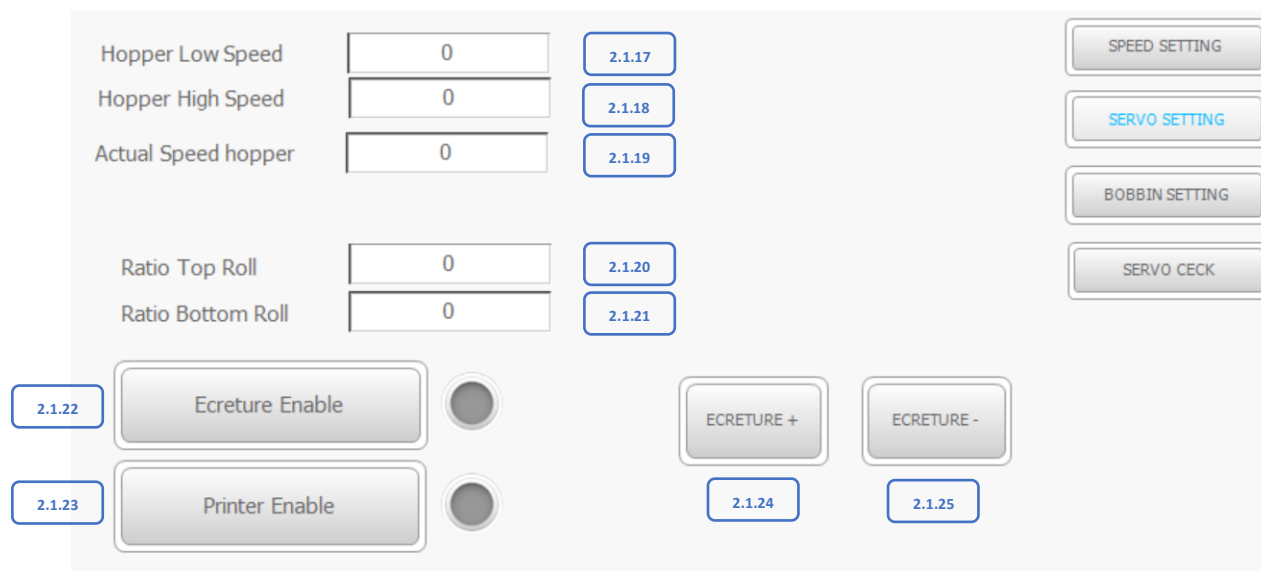 Hopper Low Speed 0 2.1.17
Hopper High Speed 0 2.1.18
Actual Speed hopper 0 2.1.19
Ratio Top Roll 0 2.1.20
Ratio Bottom Roll 0 2.1.21
2.1.22 Ecreture Enable
2.1.23 Printer Enable
ECRETURE + ECRETURE -
2.1.24 2.1.25
SPEED SETTING
SERVO SETTING
BOBBIN SETTING
SERVO CECK